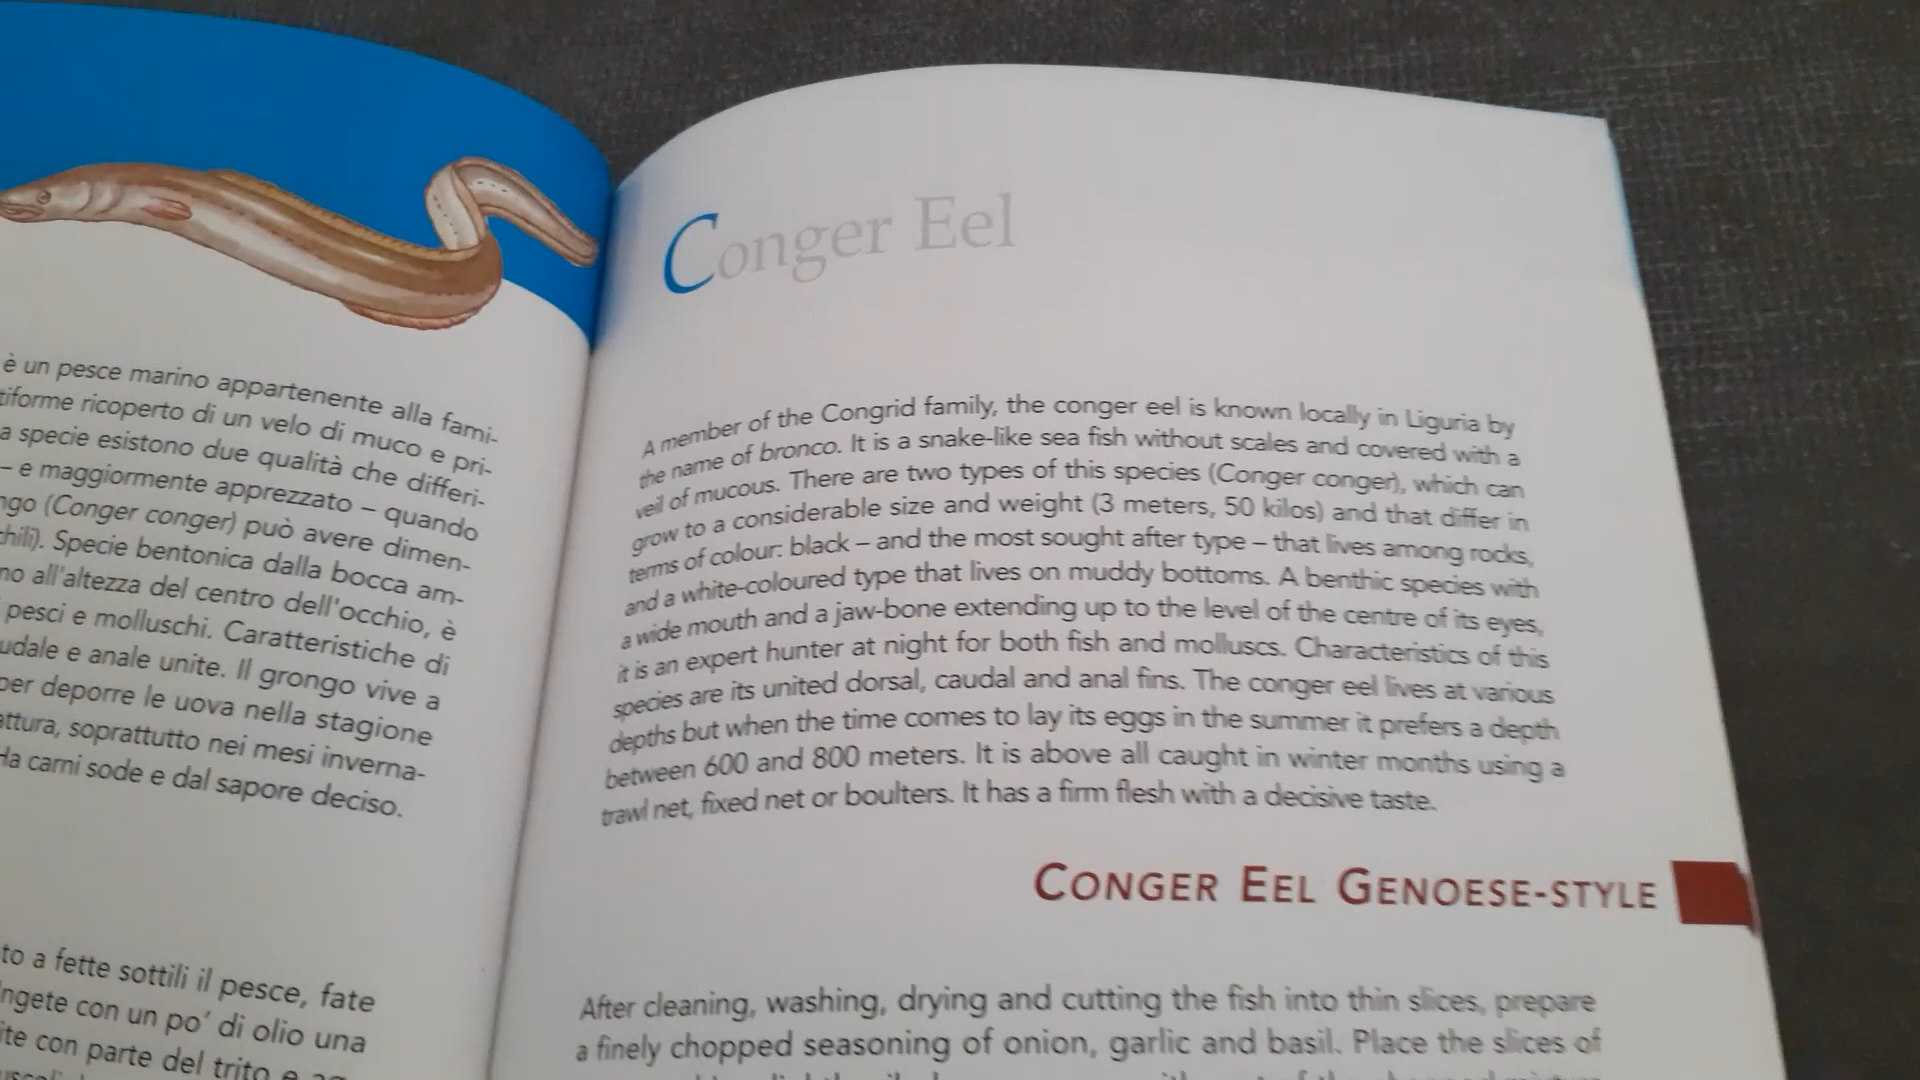 è un pesce marino appartenente alla fami-
tiforme ricoperto di un velo di muco e pri-
a specie esistono due qualità che differi-
– e maggiormente apprezzato – quando
ngo (Conger conger) può avere dimen-
chili). Specie bentonica dalla bocca am-
no all'altezza del centro dell'occhio, è
pesci e molluschi. Caratteristiche di
udale e anale unite. Il grongo vive a
per deporre le uova nella stagione
attura, soprattutto nei mesi inverna-
carni sode e dal sapore deciso.
to a fette sottili il pesce, fate
ngete con un po' di olio una
ite con parte del trito e ag-
Conger Eel
A member of the Congrid family, the conger eel is known locally in Liguria by
the name of bronco. It is a snake-like sea fish without scales and covered with a
veil of mucous. There are two types of this species (Conger conger), which can
grow to a considerable size and weight (3 meters, 50 kilos) and that differ in
terms of colour: black – and the most sought after type – that lives among rocks,
and a white-coloured type that lives on muddy bottoms. A benthic species with
a wide mouth and a jaw-bone extending up to the level of the centre of its eyes,
it is an expert hunter at night for both fish and molluscs. Characteristics of this
species are its united dorsal, caudal and anal fins. The conger eel lives at various
depths but when the time comes to lay its eggs in the summer it prefers a depth
between 600 and 800 meters. It is above all caught in winter months using a
trawl net, fixed net or boulters. It has a firm flesh with a decisive taste.
CONGER EEL GENOESE-STYLE
After cleaning, washing, drying and cutting the fish into thin slices, prepare
a finely chopped seasoning of onion, garlic and basil. Place the slices of